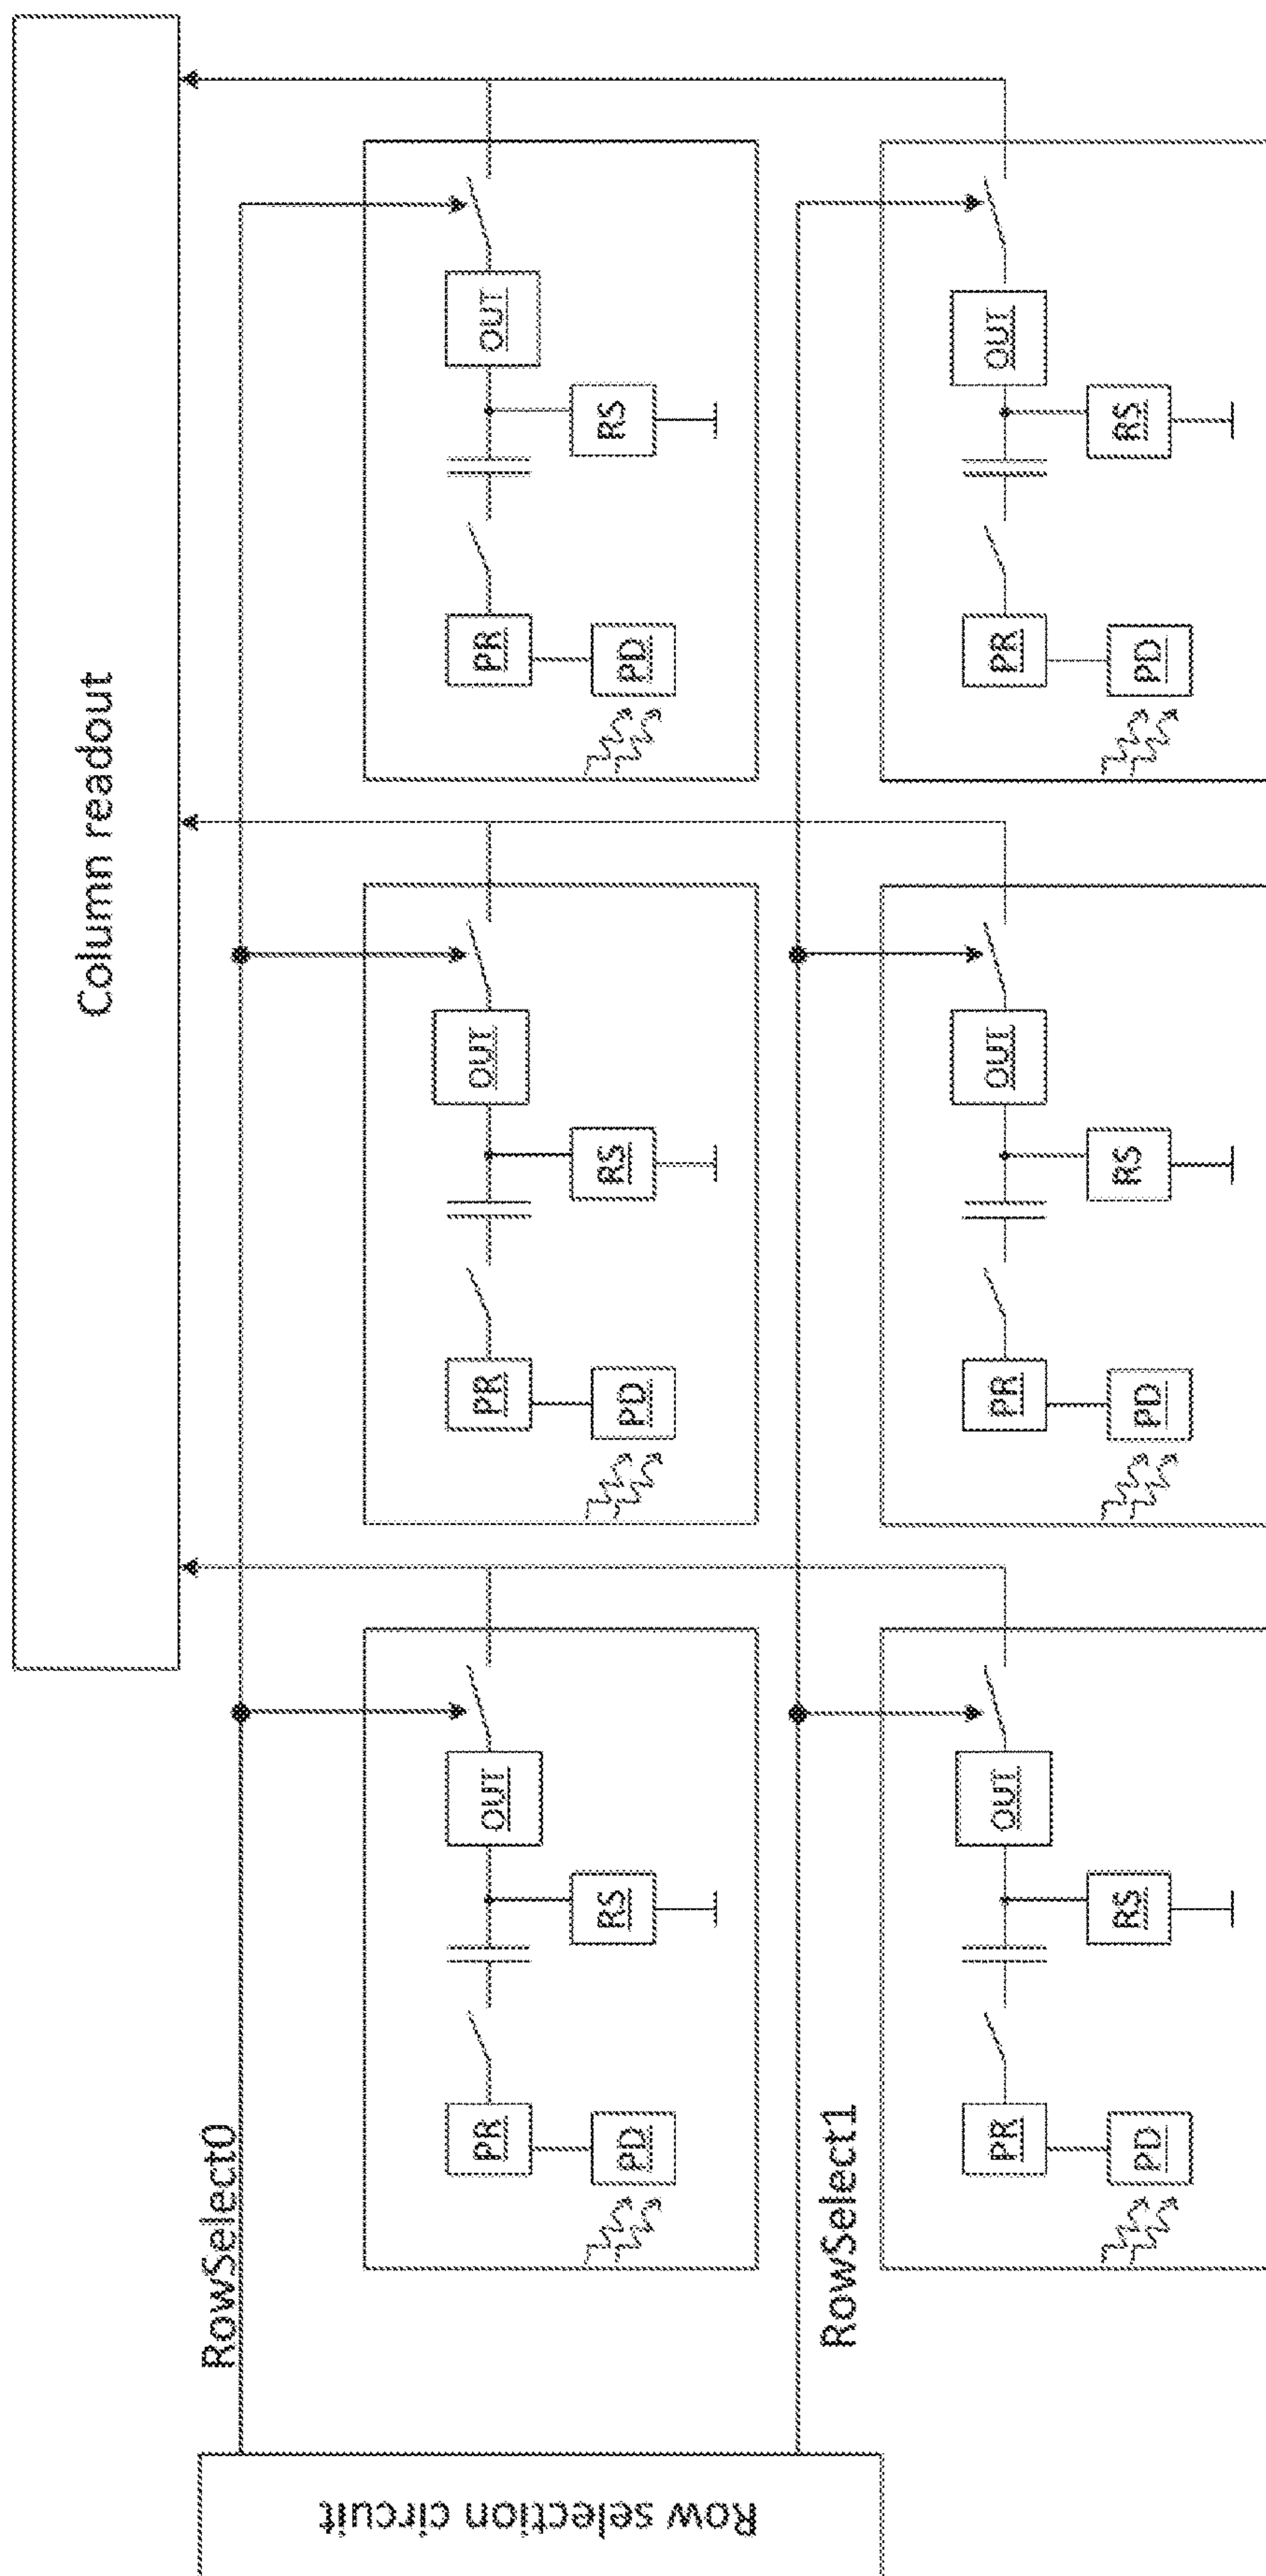 Column readout
RowSelect0
OUT
OUT
OUT
PR
RS
PR
RS
PR
RS
PD
PD
PD
Row selection circuit
RowSelect1
OUT
OUT
OUT
PR
RS
PR
RS
PR
RS
PD
PD
PD